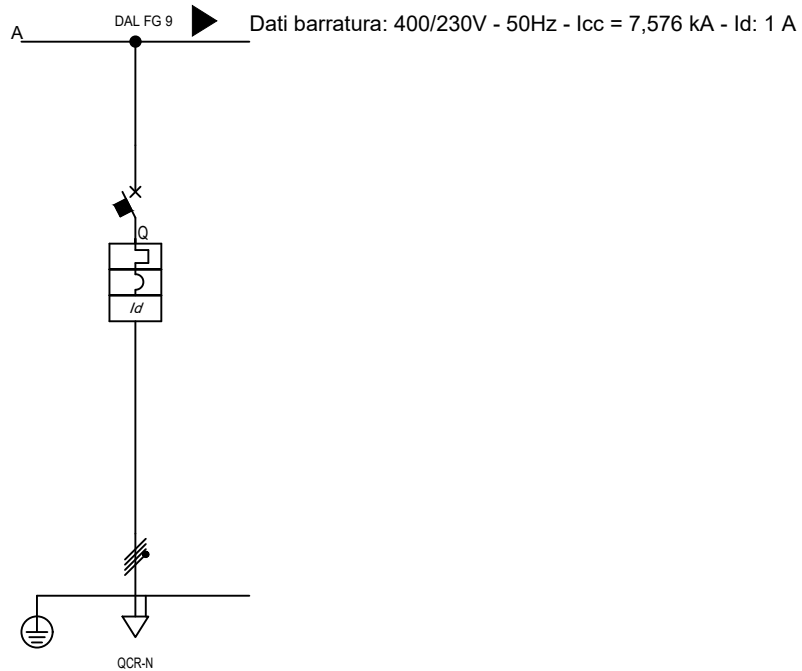 DAL FG 9
Dati barratura: 400/230V - 50Hz - Icc = 7,576 kA - Id: 1 A
A
Q
Id
QCR-N